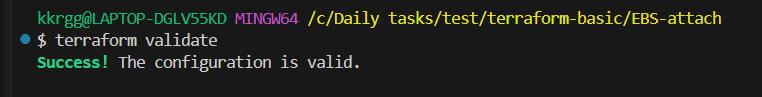 kkrgg@LAPTOP-DGLV55KD MINGW64 /c/Daily tasks/test/terraform-basic/EBS-attach
$ terraform validate
Success! The configuration is valid.